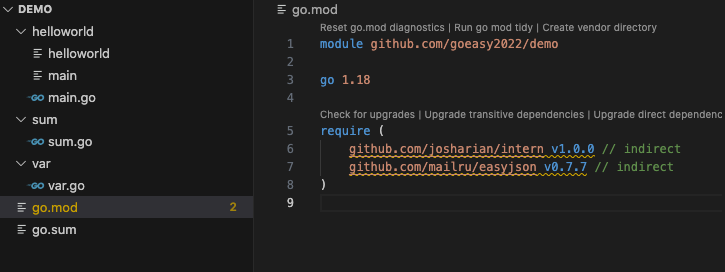 DEMO
helloworld
helloworld
main
GO main.go
sum
GO sum.go
var
GO var.go
go.mod 2
go.sum
go.mod
Reset go.mod diagnostics | Run go mod tidy | Create vendor directory
1 module github.com/goeasy2022/demo
2
3 go 1.18
4
Check for upgrades | Upgrade transitive dependencies | Upgrade direct dependenc
5 require (
6 github.com/josharian/intern v1.0.0 // indirect
7 github.com/mailru/easyjson v0.7.7 // indirect
8 )
9